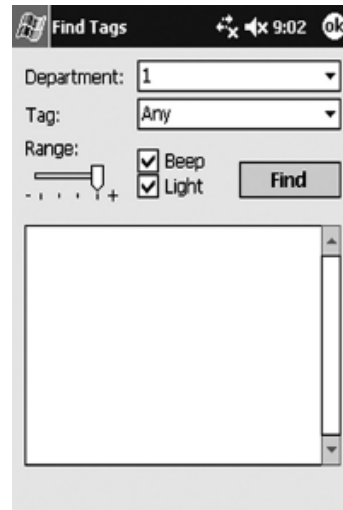 Find Tags 9:02 ok
Department: 1
Tag: Any
Range:
Beep
Light
Find
- +